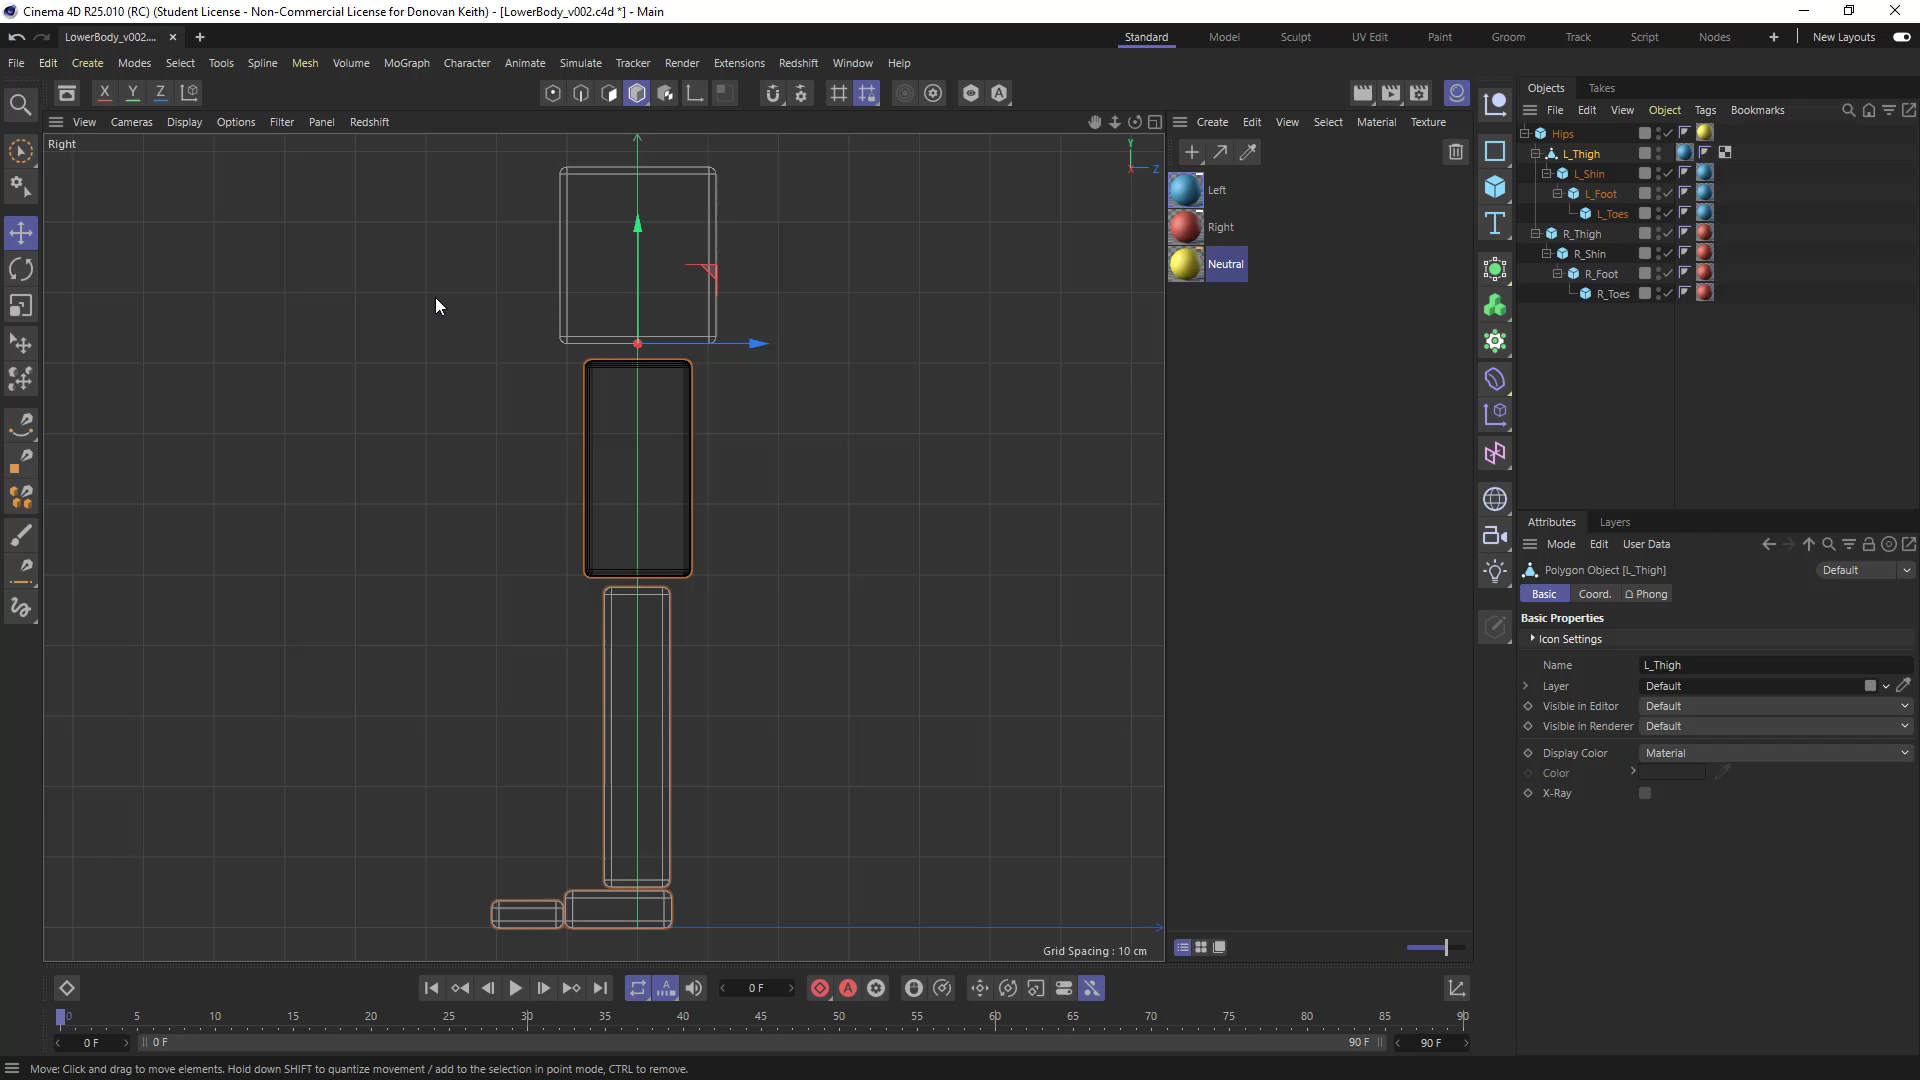 Cinema 4D R25.010 (RC) (Student License - Non-Commercial License for Donovan Keith) - [LowerBody_v002.c4d *] - Main
LowerBody_v002.... × +
Standard Model Sculpt UV Edit Paint Groom Track Script Nodes + New Layouts
File Edit Create Modes Select Tools Spline Mesh Volume MoGraph Character Animate Simulate Tracker Render Extensions Redshift Window Help
X Y Z
Objects Takes
File Edit View Object Tags Bookmarks
View Cameras Display Options Filter Panel Redshift
Create Edit View Select Material Texture
Right
Y
X Z
Left
Right
Neutral
Hips
L_Thigh
L_Shin
L_Foot
L_Toes
R_Thigh
R_Shin
R_Foot
R_Toes
Attributes Layers
Mode Edit User Data
Polygon Object [L_Thigh] Default
Basic Coord. Phong
Basic Properties
Icon Settings
Name L_Thigh
Layer Default
Visible in Editor Default
Visible in Renderer Default
Display Color Material
Color
X-Ray
Grid Spacing : 10 cm
0 F
0 5 10 15 20 25 30 35 40 45 50 55 60 65 70 75 80 85 90
0 F 0 F 90 F 90 F
Move: Click and drag to move elements. Hold down SHIFT to quantize movement / add to the selection in point mode, CTRL to remove.